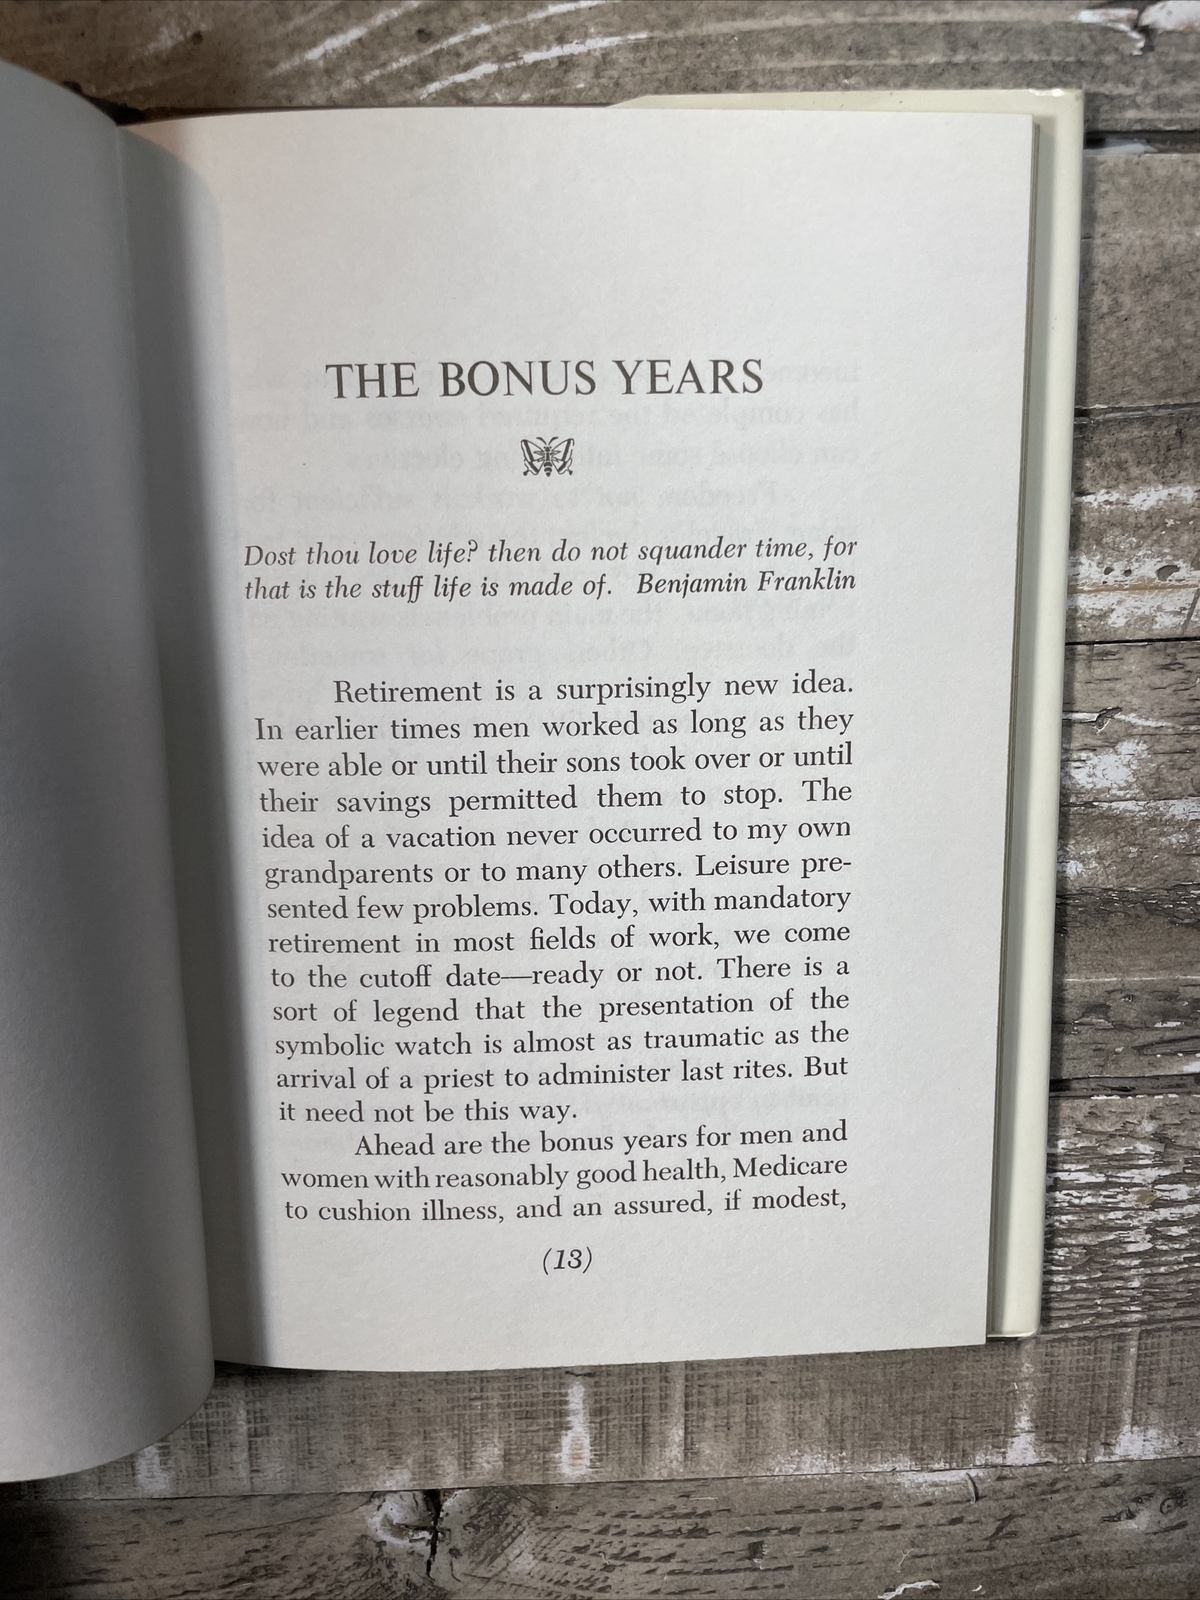 THE BONUS YEARS
Dost thou love life? then do not squander time, for
that is the stuff life is made of. Benjamin Franklin
Retirement is a surprisingly new idea.
In earlier times men worked as long as they
were able or until their sons took over or until
their savings permitted them to stop. The
idea of a vacation never occurred to my own
grandparents or to many others. Leisure pre-
sented few problems. Today, with mandatory
retirement in most fields of work, we come
to the cutoff date—ready or not. There is a
sort of legend that the presentation of the
symbolic watch is almost as traumatic as the
arrival of a priest to administer last rites. But
it need not be this way.
Ahead are the bonus years for men and
women with reasonably good health, Medicare
to cushion illness, and an assured, if modest,
(13)